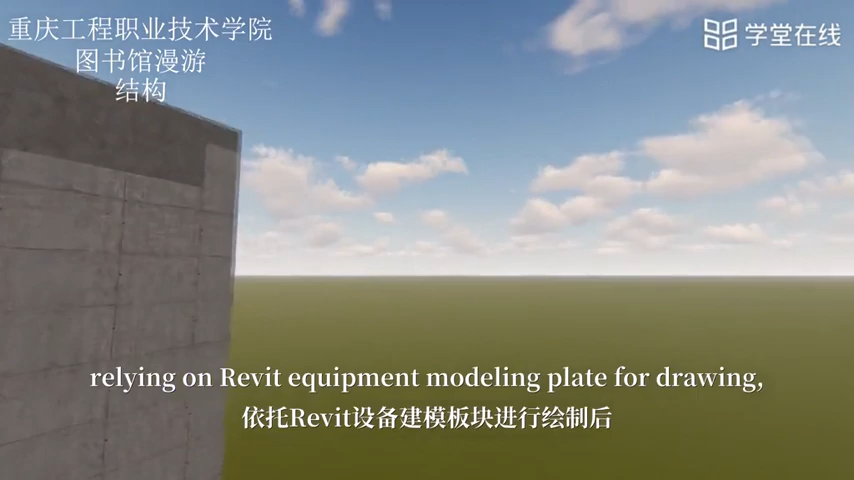 重庆工程职业技术学院
图书馆漫游
结构
学堂在线
relying on Revit equipment modeling plate for drawing,
依托Revit设备建模板块进行绘制后